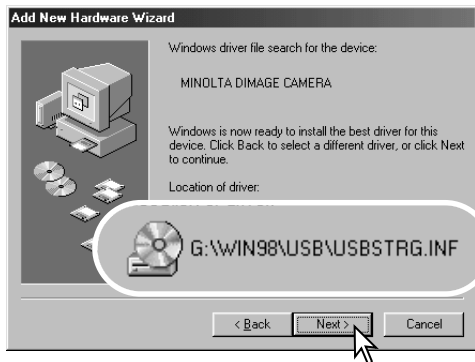 Add New Hardware Wizard
Windows driver file search for the device:
MINOLTA DIMAGE CAMERA
Windows is now ready to install the best driver for this
device. Click Back to select a different driver, or click Next
to continue.
Location of driver:
G:\WIN98\USB\USBSTRG.INF
< Back
Next >
Cancel